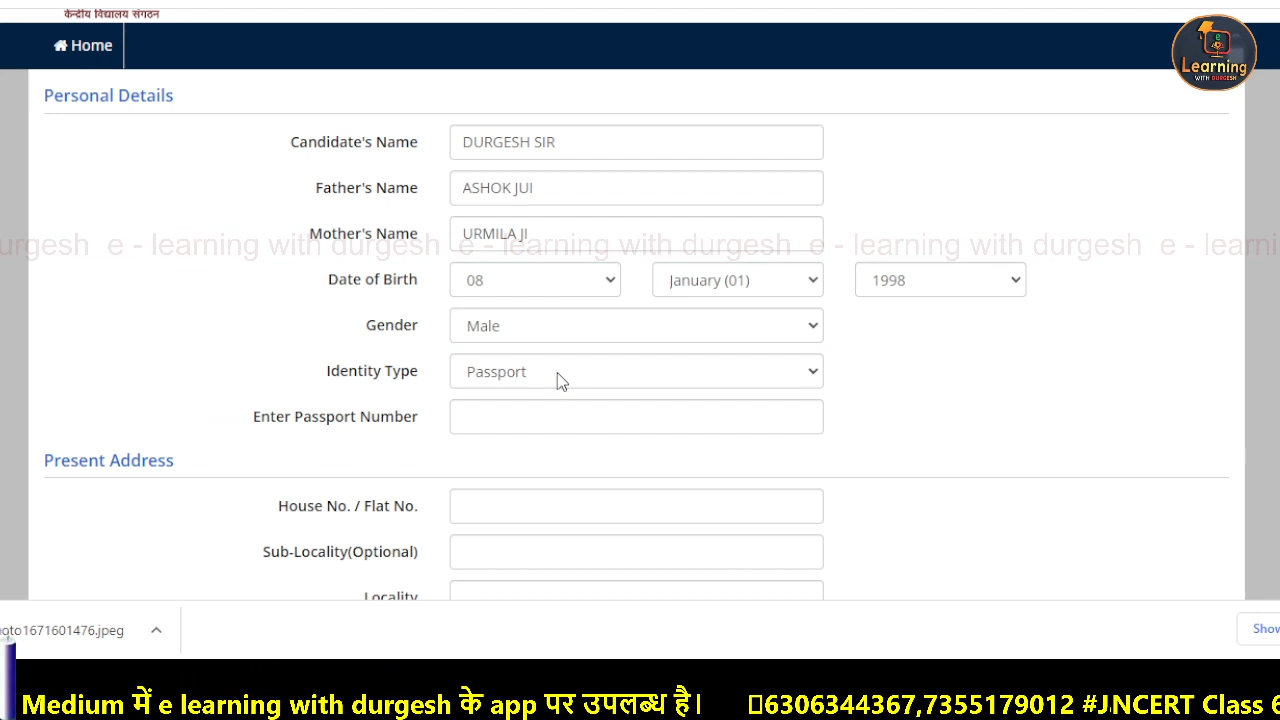 केन्द्रीय विद्यालय संगठन
Home
e
Learning
WITH DURGESH
Personal Details
Candidate's Name DURGESH SIR
Father's Name ASHOK JUI
Mother's Name URMILA JI
durgesh e - learning with durgesh e - learning with durgesh e - learning with durgesh e - learni
Date of Birth 08 January (01) 1998
Gender Male
Identity Type Passport
Enter Passport Number
Present Address
House No. / Flat No.
Sub-Locality(Optional)
Locality
oto1671601476.jpeg
Show
Medium में e learning with durgesh के app पर उपलब्ध है। 6306344367,7355179012 #J.NCERT Class